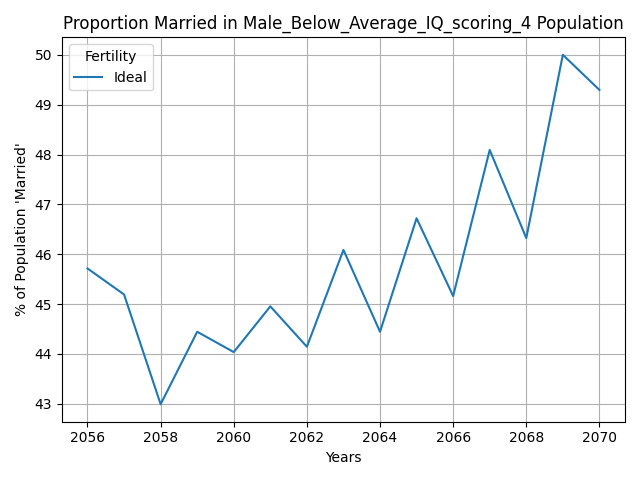 Proportion Married in Male_Below_Average_IQ_scoring_4 Population
Fertility
Ideal
% of Population 'Married'
50
49
48
47
46
45
44
43
2056 2058 2060 2062 2064 2066 2068 2070
Years